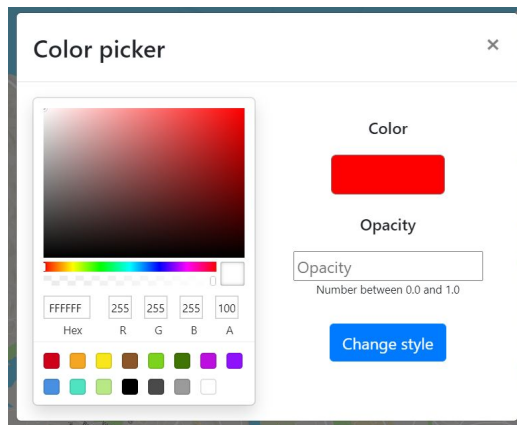 Color picker
×
Color
Opacity
Opacity
Number between 0.0 and 1.0
FFFFFF 255 255 255 100
Hex R G B A
Change style